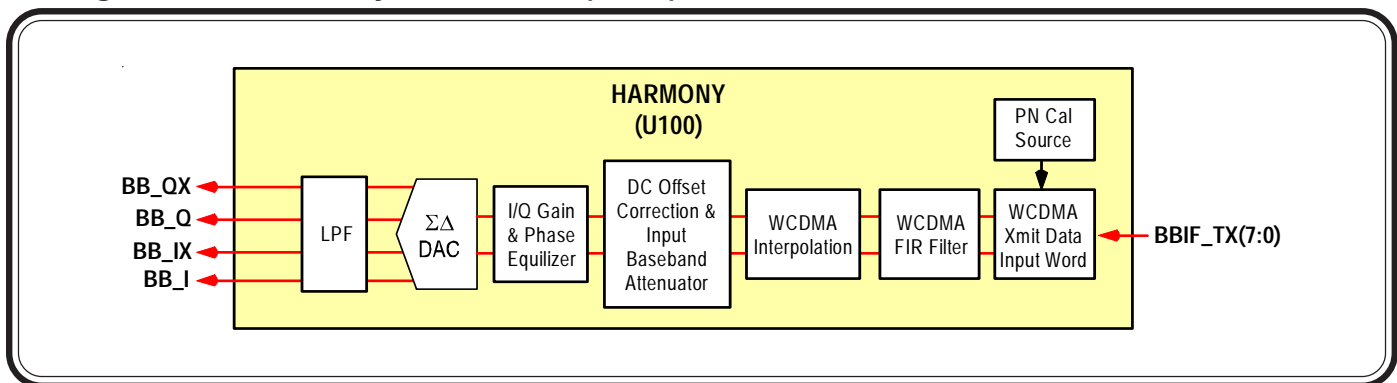 HARMONY
(U100)
PN Cal
Source
BB_QX
BB_Q
BB_IX
BB_I
LPF
ΣΔ
DAC
I/Q Gain
& Phase
Equilizer
DC Offset
Correction &
Input
Baseband
Attenuator
WCDMA
Interpolation
WCDMA
FIR Filter
WCDMA
Xmit Data
Input Word
BBIF_TX(7:0)